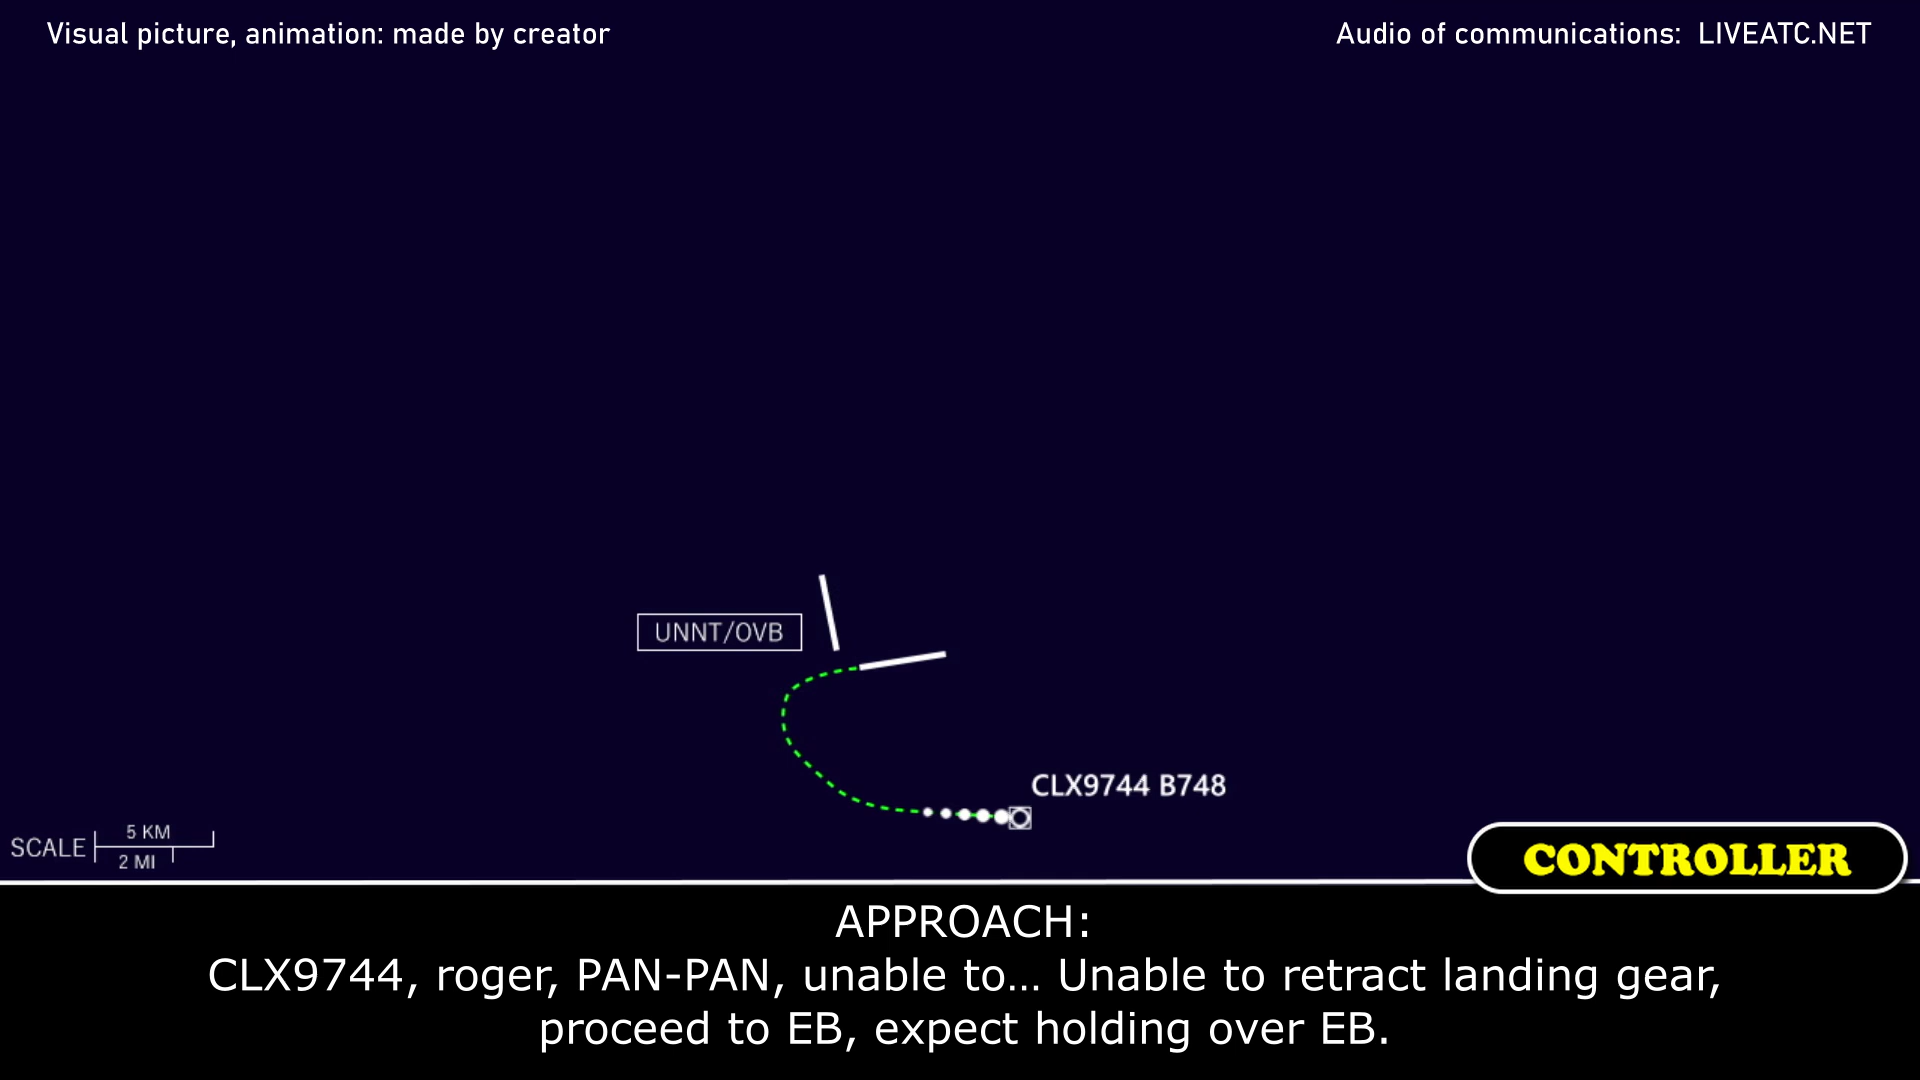 Visual picture, animation: made by creator
Audio of communications: LIVEATC.NET
UNNT/OVB
CLX9744 B748
SCALE
5 KM
2 MI
CONTROLLER
APPROACH:
CLX9744, roger, PAN-PAN, unable to... Unable to retract landing gear,
proceed to EB, expect holding over EB.